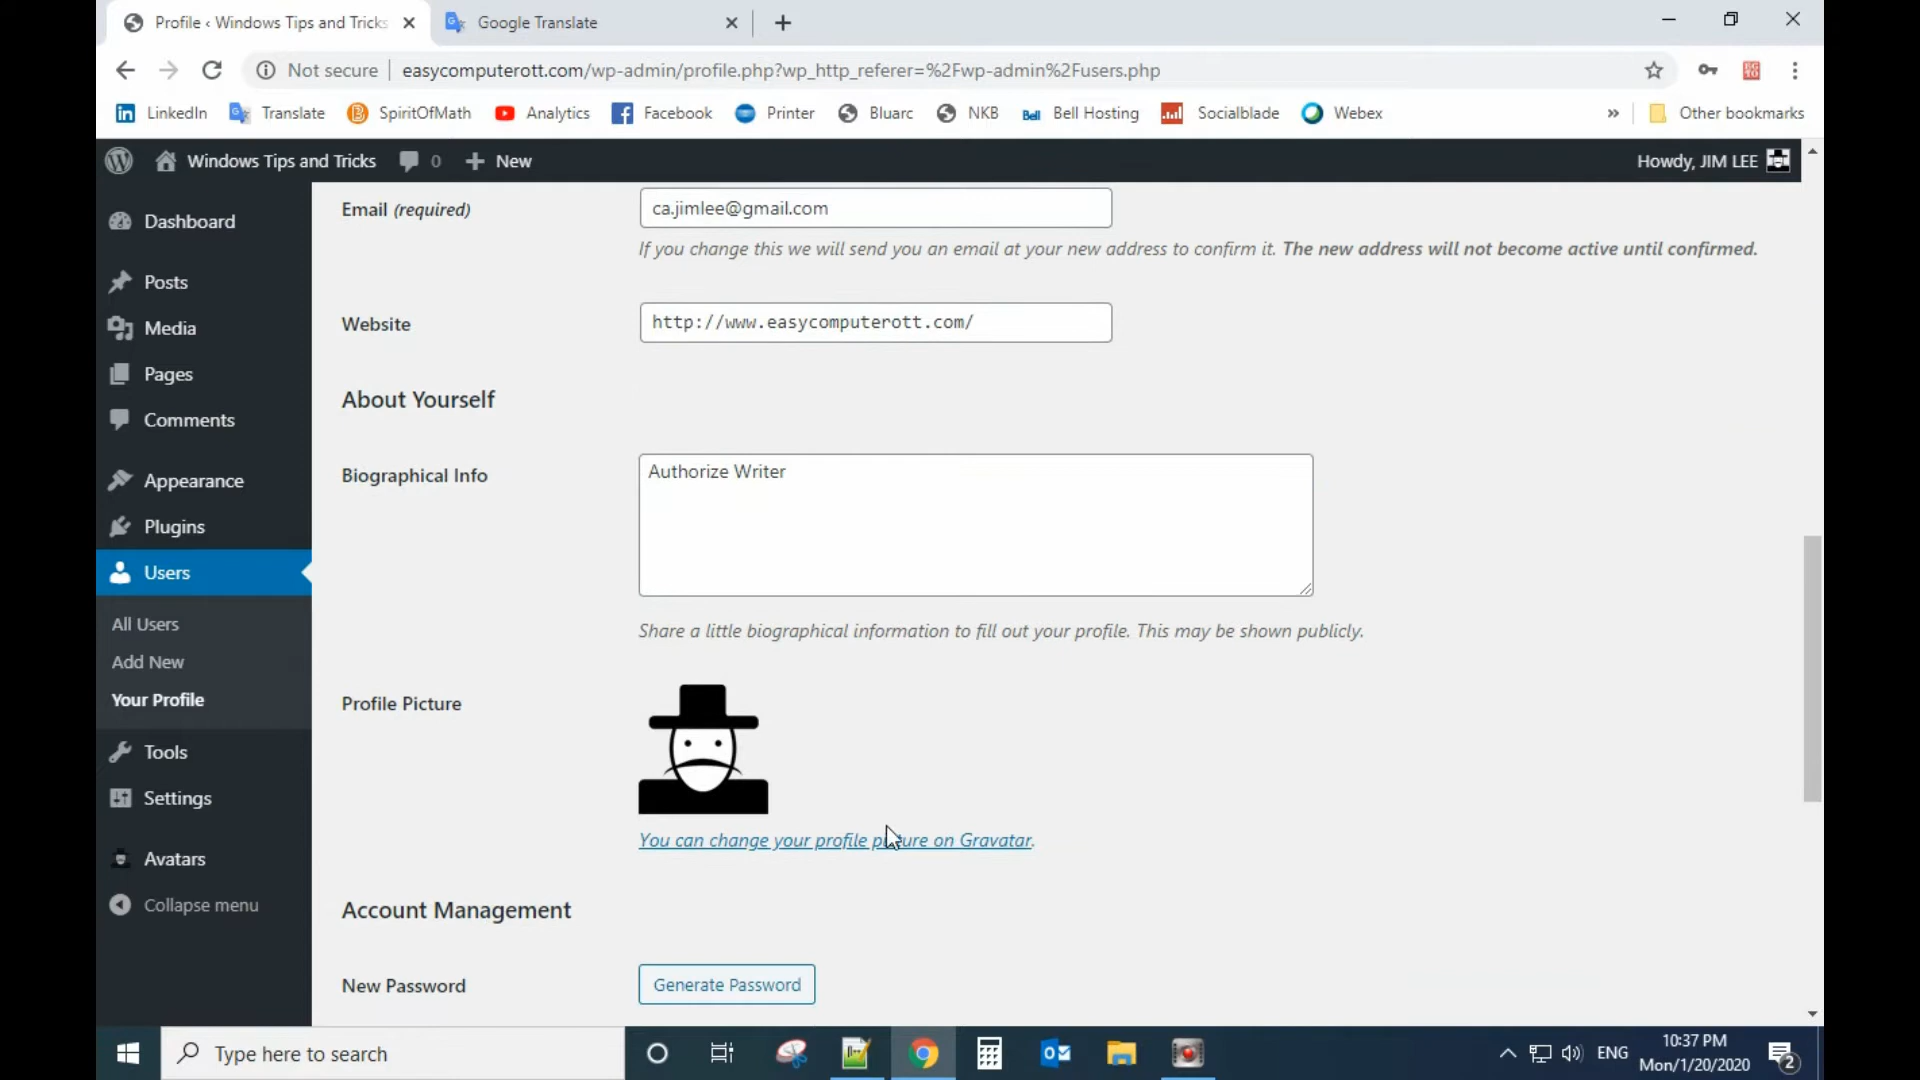 Profile ‹ Windows Tips and Tricks
Google Translate
Not secure
easycomputerott.com/wp-admin/profile.php?wp_http_referer=%2Fwp-admin%2Fusers.php
LinkedIn
Translate
SpiritOfMath
Analytics
Facebook
Printer
Bluarc
NKB
Bell
Bell Hosting
Socialblade
Webex
»
Other bookmarks
Windows Tips and Tricks
0
+ New
Howdy, JIM LEE
Dashboard
Posts
Media
Pages
Comments
Appearance
Plugins
Users
All Users
Add New
Your Profile
Tools
Settings
Avatars
Collapse menu
Email (required)
ca.jimlee@gmail.com
If you change this we will send you an email at your new address to confirm it. The new address will not become active until confirmed.
Website
http://www.easycomputerott.com/
About Yourself
Biographical Info
Authorize Writer
Share a little biographical information to fill out your profile. This may be shown publicly.
Profile Picture
You can change your profile picture on Gravatar.
Account Management
New Password
Generate Password
Type here to search
ENG
10:37 PM
Mon/1/20/2020
2